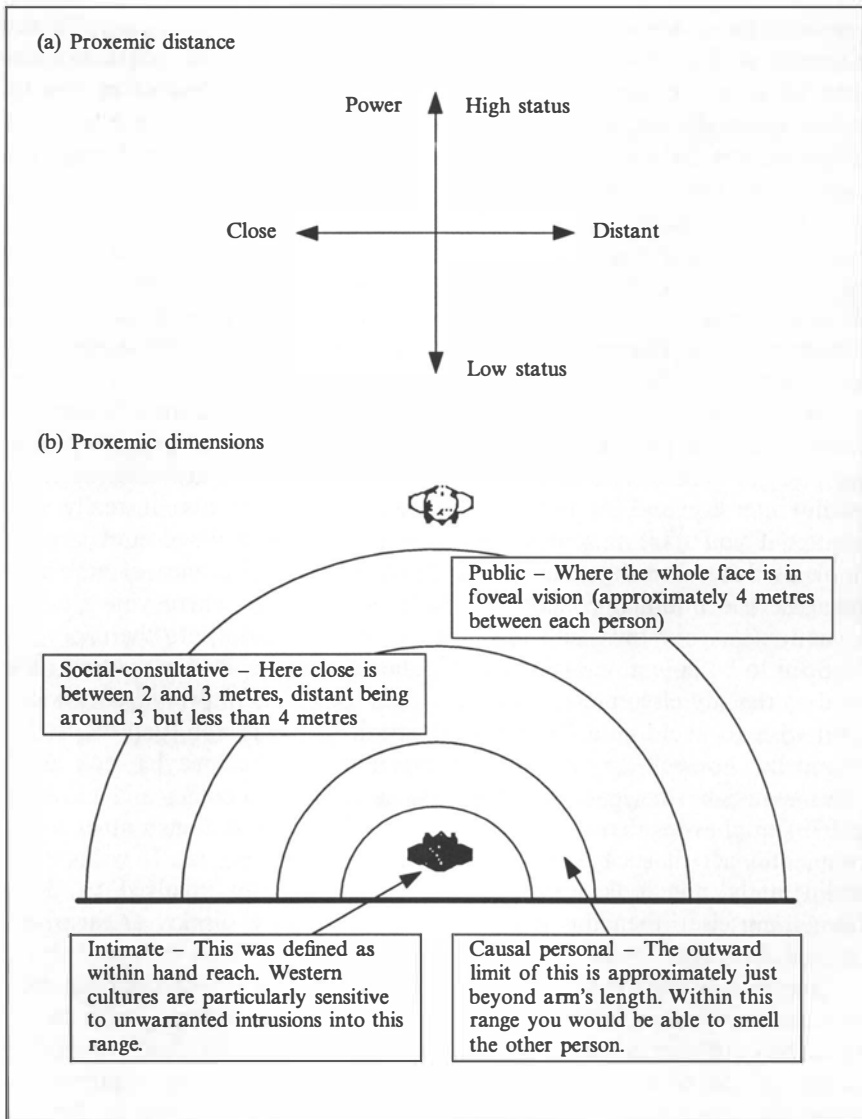 (a) Proxemic distance
Power High status
Close Distant
Low status
(b) Proxemic dimensions
Public – Where the whole face is in
foveal vision (approximately 4 metres
between each person)
Social consultative – Here close is
between 2 and 3 metres, distant being
around 3 but less than 4 metres
Intimate – This was defined as
within hand reach. Western
cultures are particularly sensitive
to unwarranted intrusions into this
range.
Causal personal – The outward
limit of this is approximately just
beyond arm's length. Within this
range you would be able to smell
the other person.